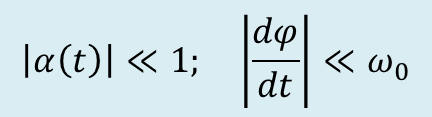 |α(t)| ≪ 1; |dφ/dt| ≪ ω₀